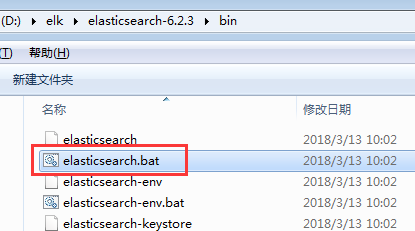 (D:) ▸ elk ▸ elasticsearch-6.2.3 ▸ bin
(T) 帮助(H)
新建文件夹
名称 修改日期
elasticsearch 2018/3/13 10:02
elasticsearch.bat 2018/3/13 10:02
elasticsearch-env 2018/3/13 10:02
elasticsearch-env.bat 2018/3/13 10:02
elasticsearch-keystore 2018/3/13 10:02